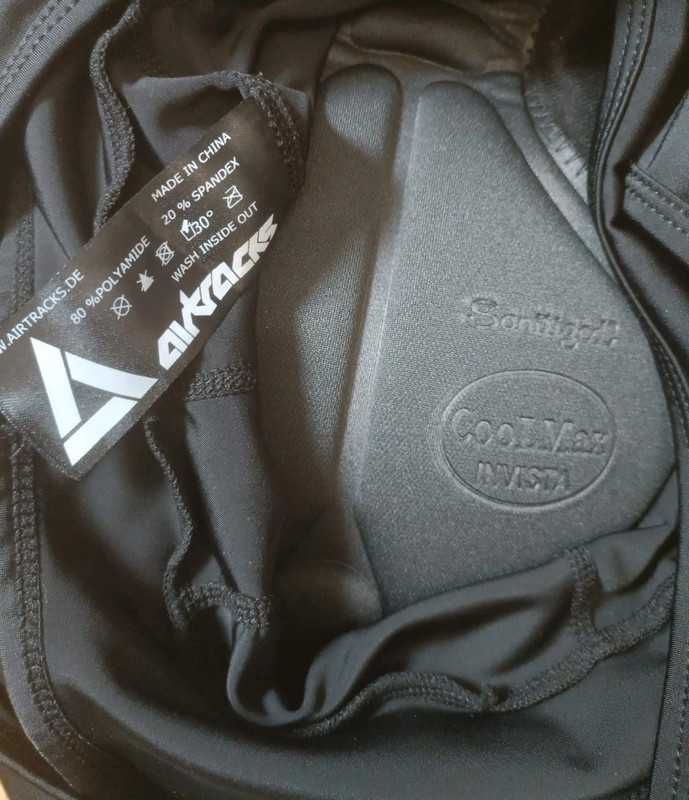 MADE IN CHINA
20 % SPANDEX
80 %POLYAMIDE
30°
WASH INSIDE OUT
W.AIRTRACKS.DE
airtracks
CooLMax
INVISTA